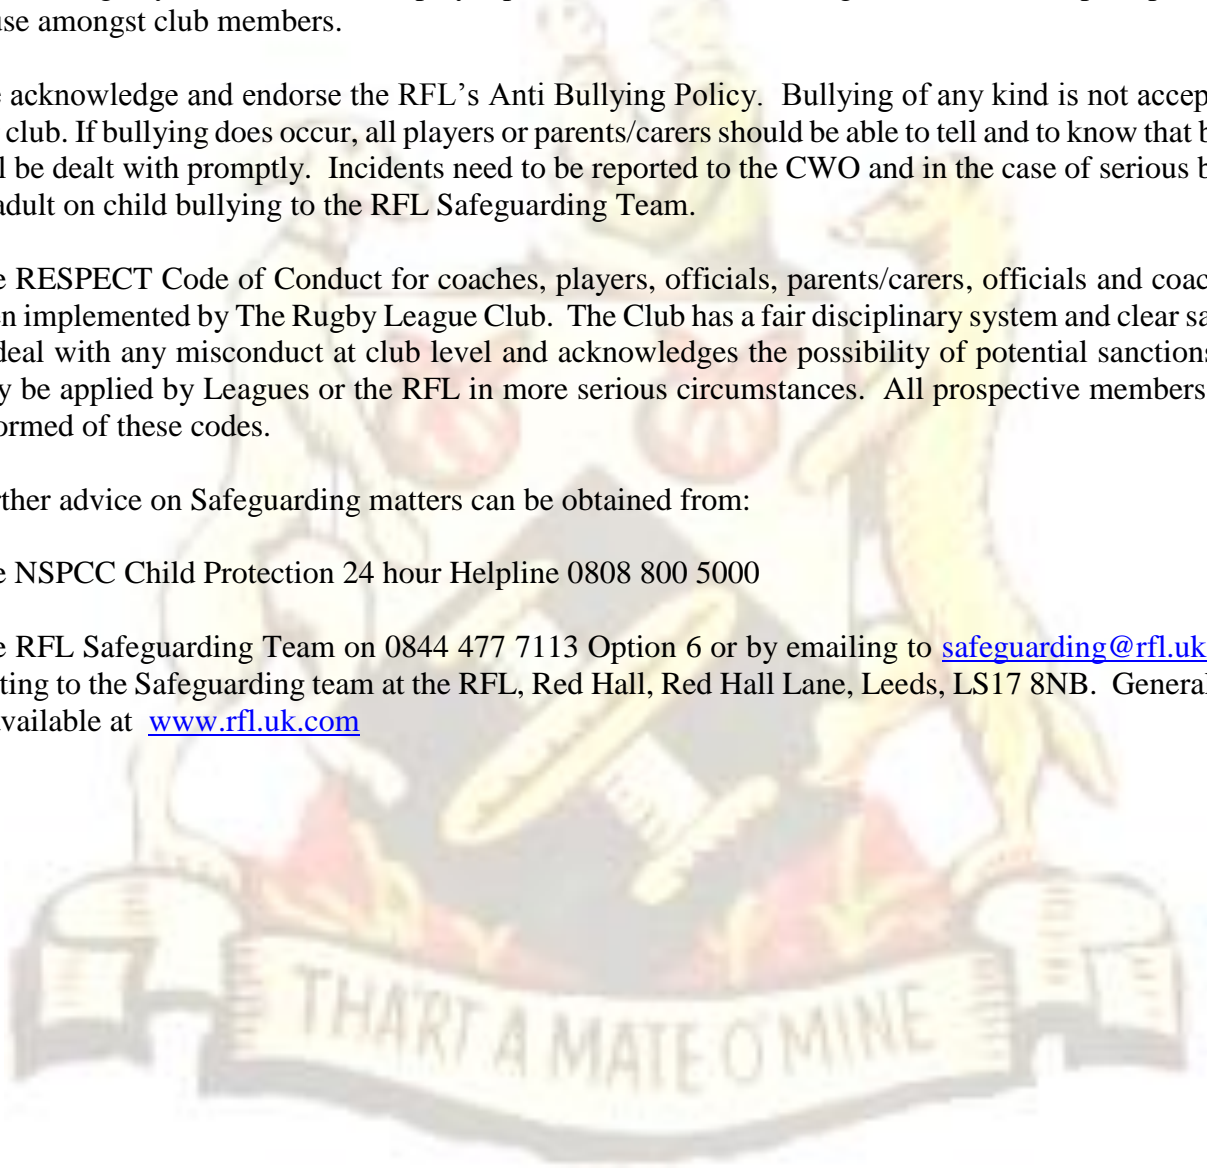 use amongst club members.
acknowledge and endorse the RFL's Anti Bullying Policy. Bullying of any kind is not
club. If bullying does occur, all players or parents/carers should be able to tell and to know that
be dealt with promptly. Incidents need to be reported to the CWO and in the case of serious
adult on child bullying to the RFL Safeguarding Team.
RESPECT Code of Conduct for coaches, players, officials, parents/carers, officials and
implemented by The Rugby League Club. The Club has a fair disciplinary system and clear
deal with any misconduct at club level and acknowledges the possibility of potential sanctions
be applied by Leagues or the RFL in more serious circumstances. All prospective members
ormed of these codes.
rther advice on Safeguarding matters can be obtained from:
NSPCC Child Protection 24 hour Helpline 0808 800 5000
RFL Safeguarding Team on 0844 477 7113 Option 6 or by emailing to safeguarding@rfl.uk
ting to the Safeguarding team at the RFL, Red Hall, Red Hall Lane, Leeds, LS17 8NB. General
vailable at www.rfl.uk.com
THA'RT A MATE O'MINE